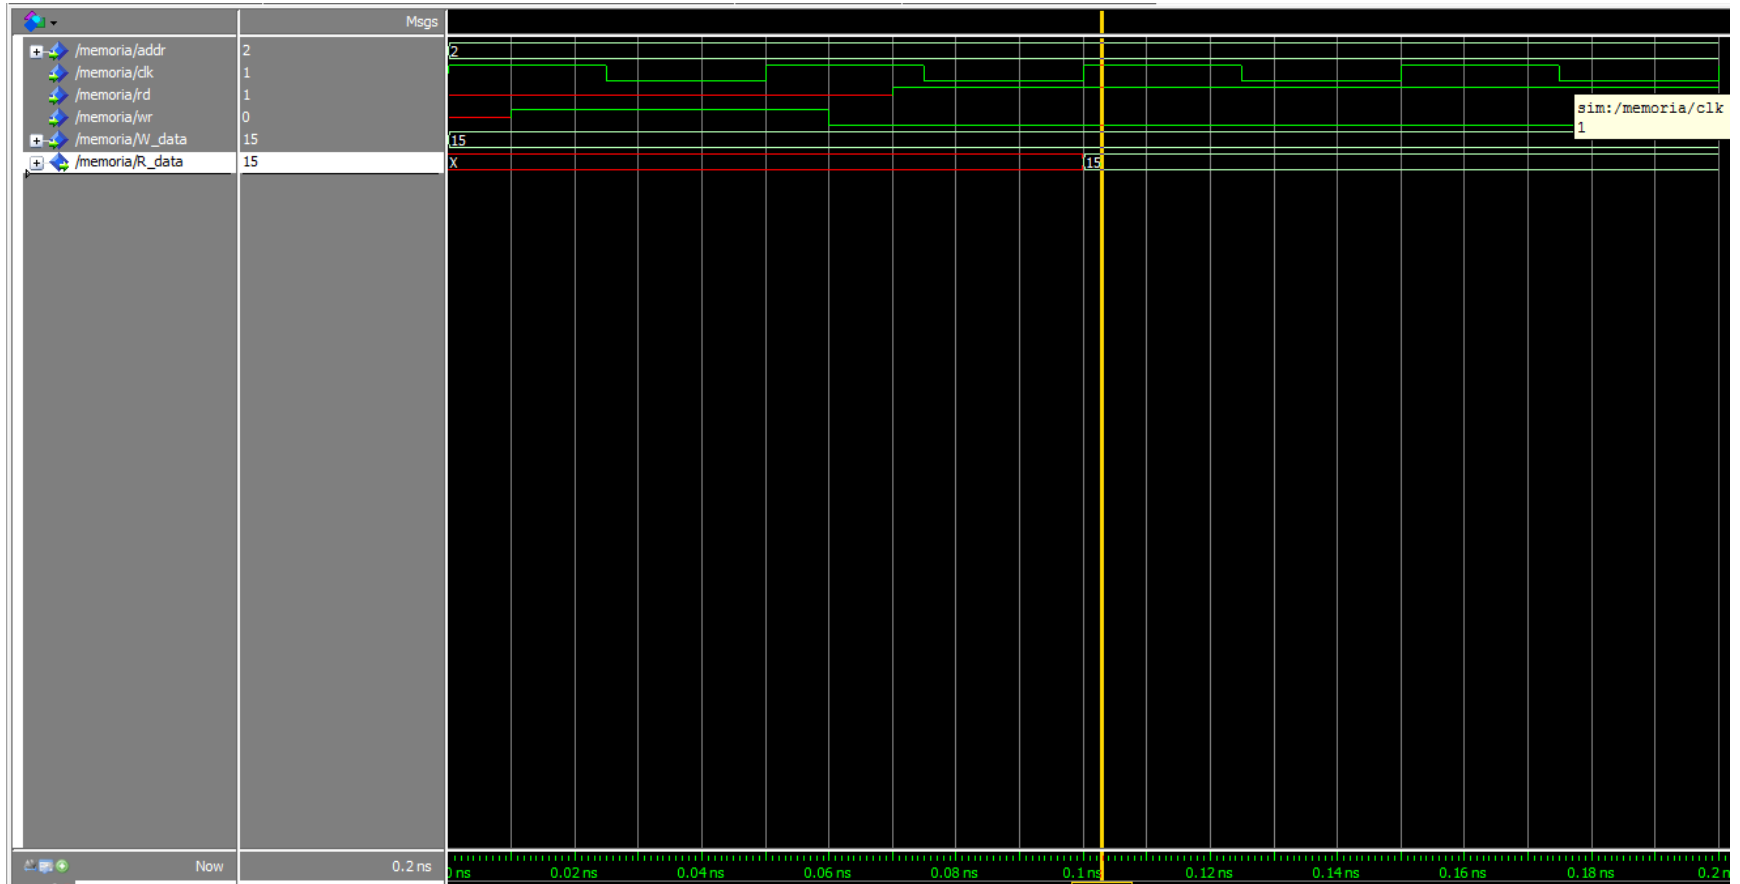 Msgs
/memoria/addr 2 2
/memoria/clk 1
/memoria/rd 1
/memoria/wr 0
sim:/memoria/clk
1
/memoria/W_data 15 15
/memoria/R_data 15 X 15
Now 0.2 ns
ns 0.02 ns 0.04 ns 0.06 ns 0.08 ns 0.1 ns 0.12 ns 0.14 ns 0.16 ns 0.18 ns 0.2